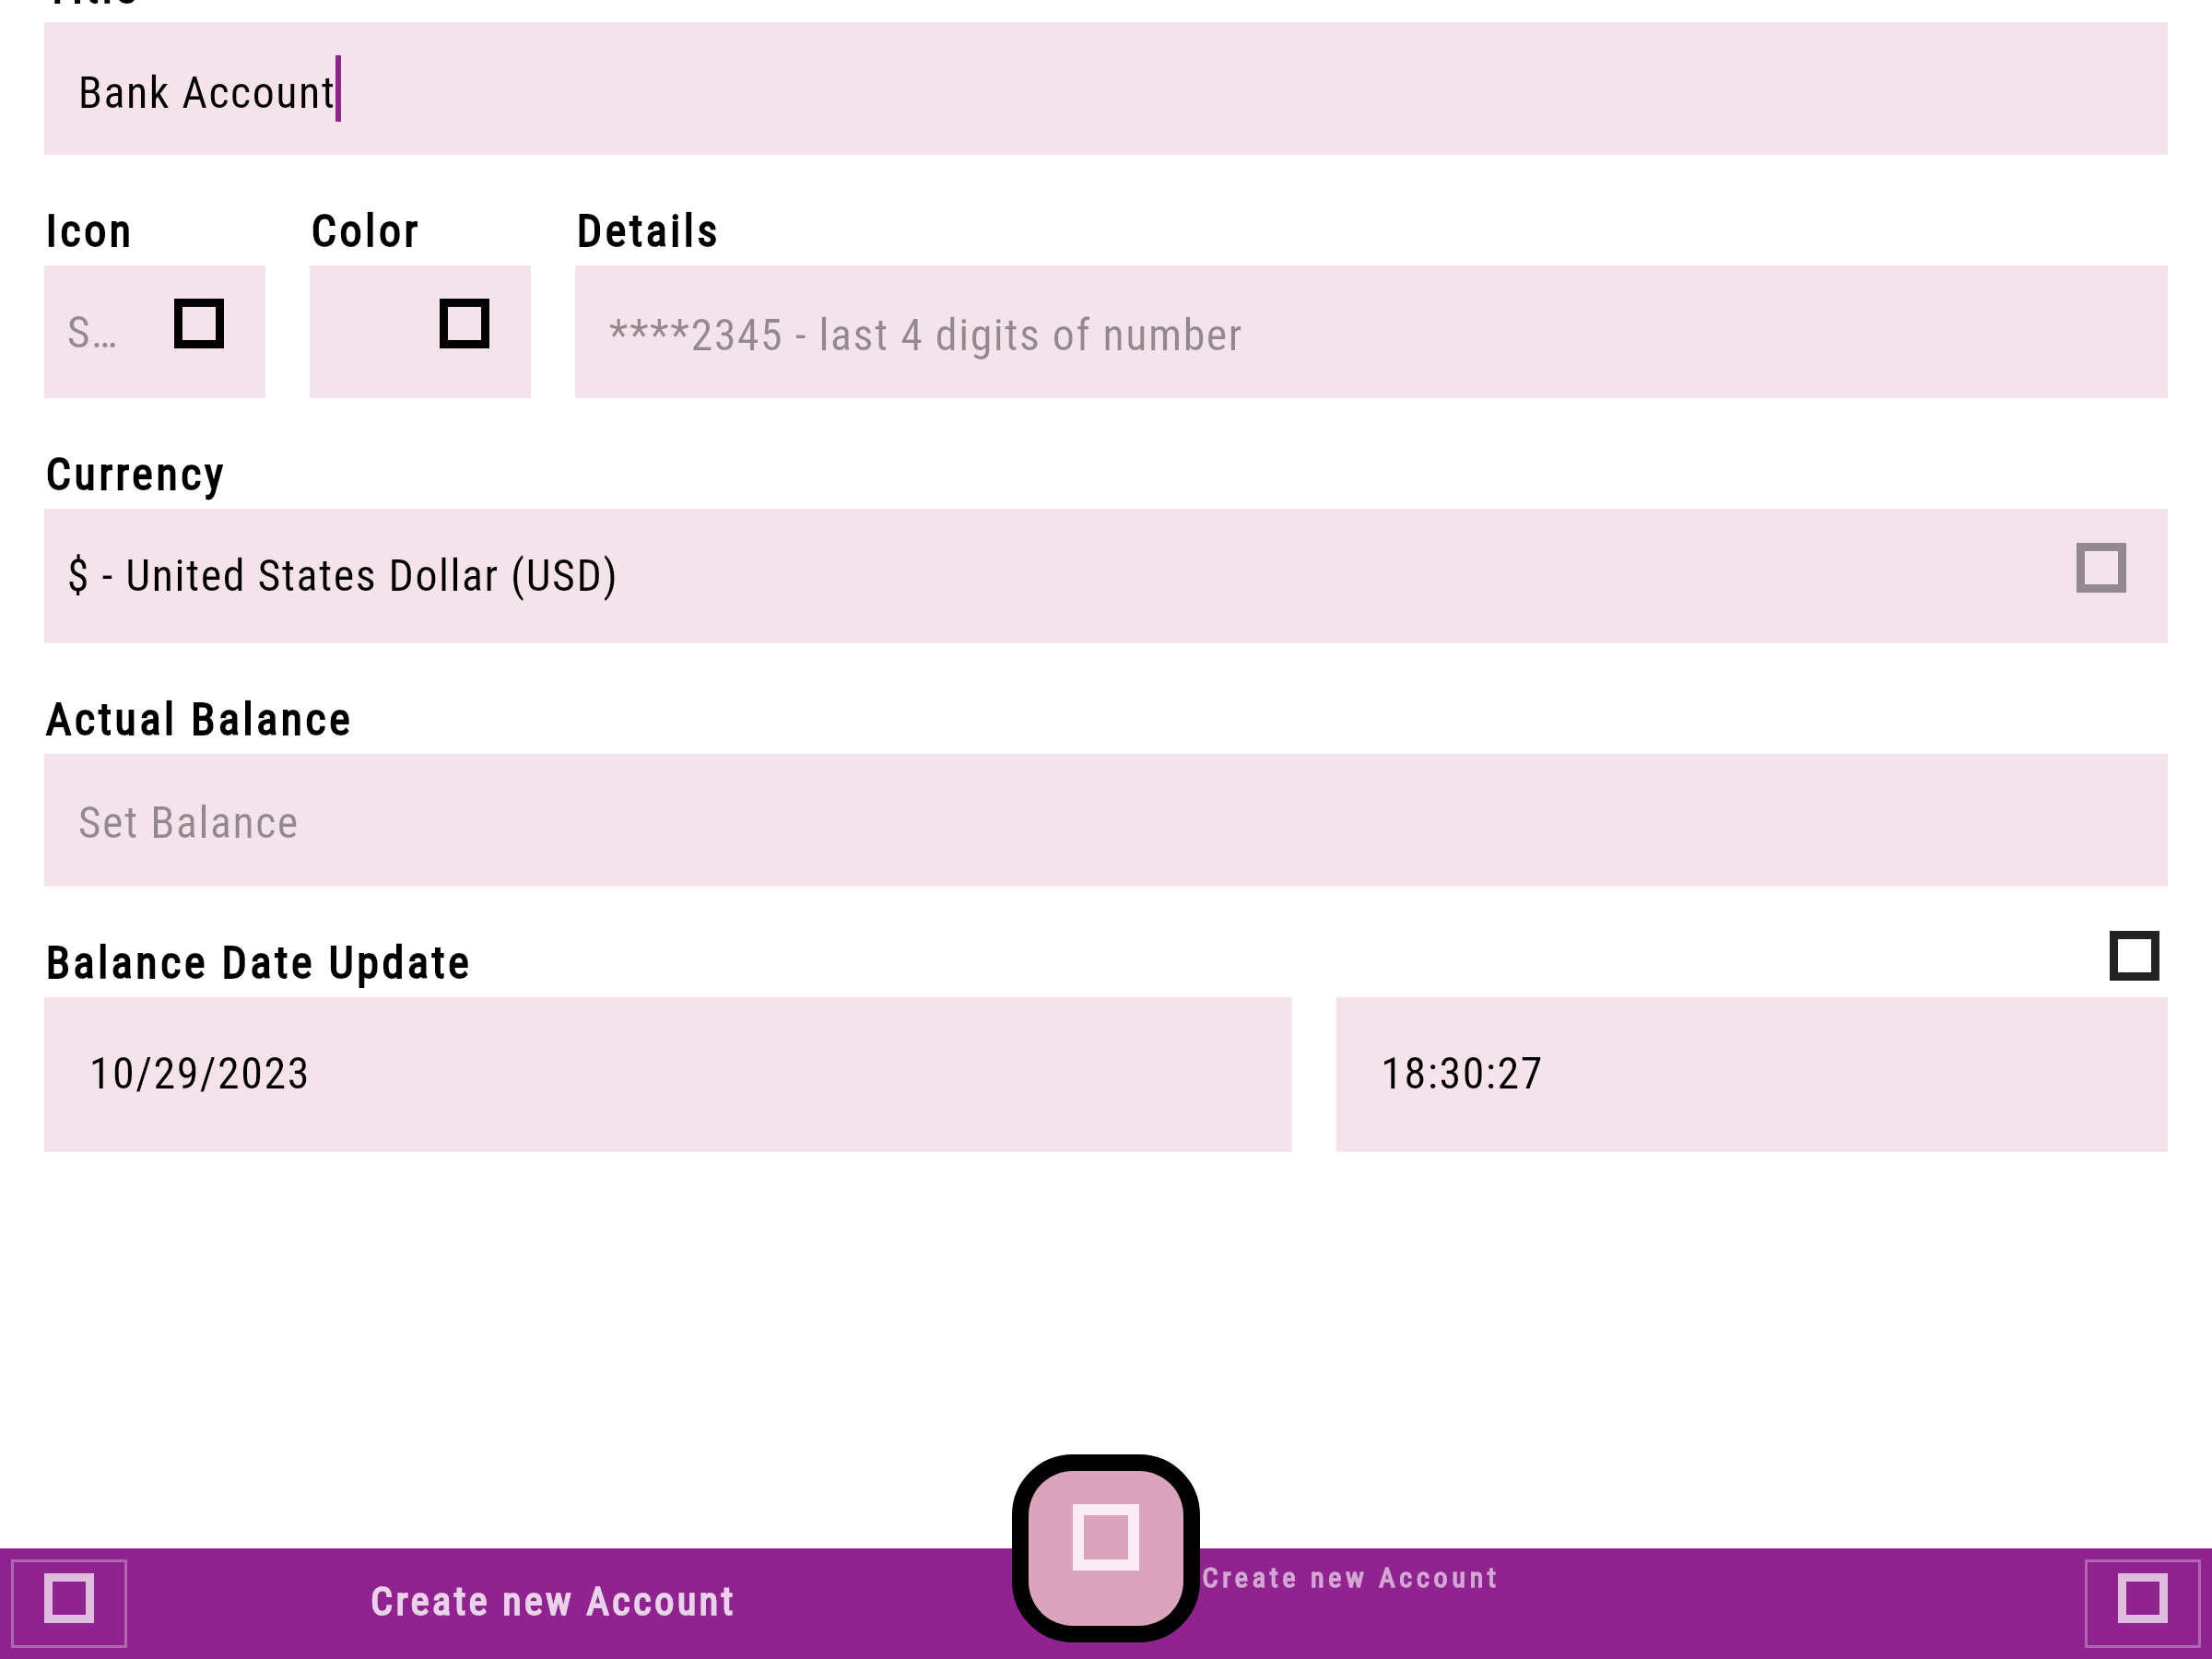 Bank Account
Icon
Color
Details
S...
****2345 - last 4 digits of number
Currency
$ - United States Dollar (USD)
Actual Balance
Set Balance
Balance Date Update
10/29/2023
18:30:27
Create new Account
Create new Account